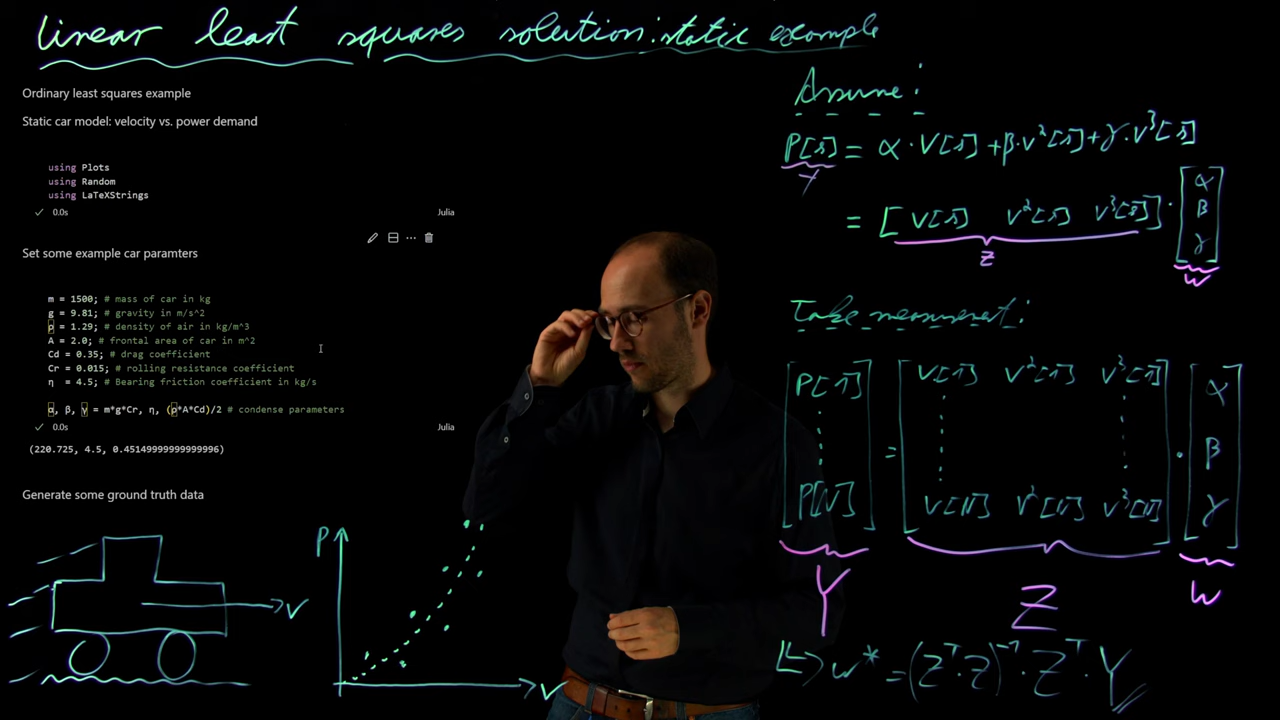 linear least squares solution: static example
Ordinary least squares example
Static car model: velocity vs. power demand
using Plots
using Random
using LaTeXStrings
✓ 0.0s Julia
Set some example car paramters
m = 1500; # mass of car in kg
g = 9.81; # gravity in m/s^2
ρ = 1.29; # density of air in kg/m^3
A = 2.0; # frontal area of car in m^2
Cd = 0.35; # drag coefficient
Cr = 0.015; # rolling resistance coefficient
η = 4.5; # Bearing friction coefficient in kg/s
α, β, γ = m*g*Cr, η, (ρ*A*Cd)/2 # condense parameters
✓ 0.0s Julia
(220.725, 4.5, 0.45149999999999996)
Generate some ground truth data
V
P
V
Assume:
P[s] = α · V[s] + β · V²[s] + γ · V³[s]
Y
= [V[s] V²[s] V³[s]] · [α β γ]
Z
W
Take measurement:
P[1] V[1] V²[1] V³[1] α
= · β
P[N] V[N] V²[N] V³[N] γ
Y Z W
↳ W* = (Zᵀ · Z)⁻¹ · Zᵀ · Y